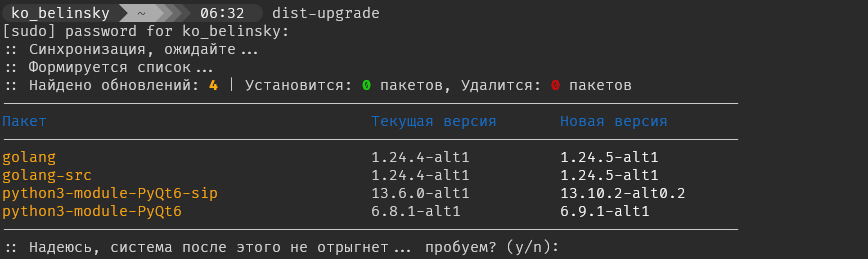 ko_belinsky ~ 06:32 dist-upgrade
[sudo] password for ko_belinsky:
:: Синхронизация, ожидайте...
:: Формируется список...
:: Найдено обновлений: 4 | Установится: 0 пакетов, Удалится: 0 пакетов
Пакет Текущая версия Новая версия
golang 1.24.4-alt1 1.24.5-alt1
golang-src 1.24.4-alt1 1.24.5-alt1
python3-module-PyQt6-sip 13.6.0-alt1 13.10.2-alt0.2
python3-module-PyQt6 6.8.1-alt1 6.9.1-alt1
:: Надеюсь, система после этого не отрыгнет... пробуем? (y/n):